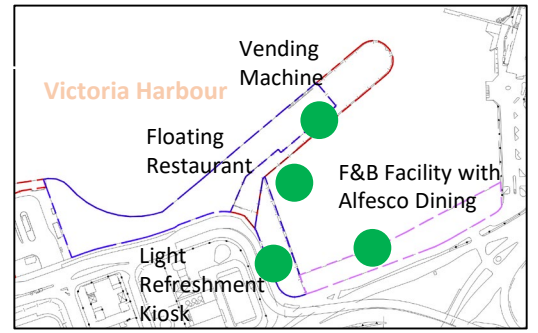 Vending
Machine
Victoria Harbour
Floating
Restaurant
F&B Facility with
Alfesco Dining
Light
Refreshment
Kiosk